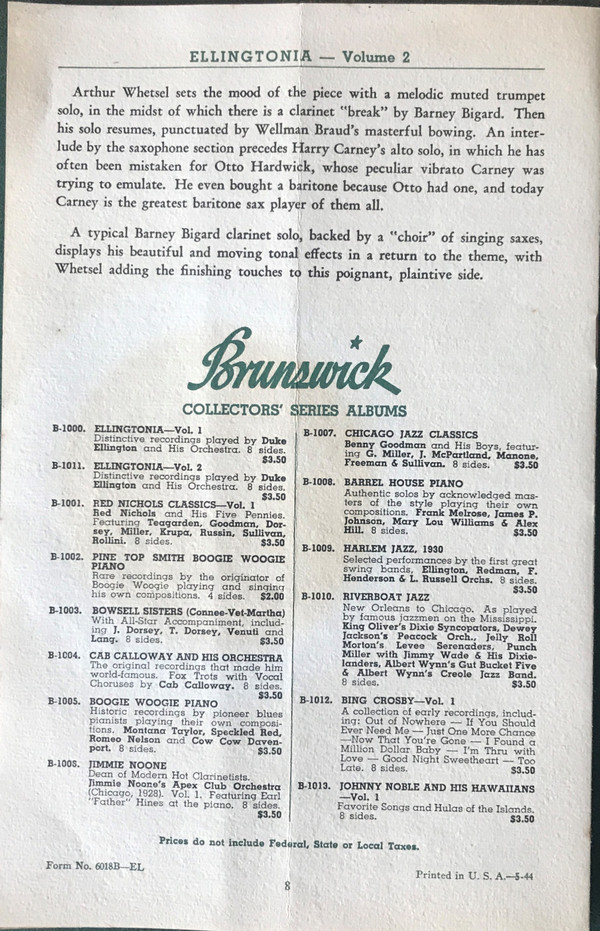 ELLINGTONIA — Volume 2
Arthur Whetsel sets the mood of the piece with a melodic muted trumpet
solo, in the midst of which there is a clarinet "break" by Barney Bigard. Then
his solo resumes, punctuated by Wellman Braud's masterful bowing. An inter-
lude by the saxophone section precedes Harry Carney's alto solo, in which he has
often been mistaken for Otto Hardwick, whose peculiar vibrato Carney was
trying to emulate. He even bought a baritone because Otto had one, and today
Carney is the greatest baritone sax player of them all.
A typical Barney Bigard clarinet solo, backed by a "choir" of singing saxes,
displays his beautiful and moving tonal effects in a return to the theme, with
Whetsel adding the finishing touches to this poignant, plaintive side.
Brunswick
COLLECTORS' SERIES ALBUMS
B-1000. ELLINGTONIA—Vol. 1
Distinctive recordings played by Duke
Ellington and His Orchestra. 8 sides.
$3.50
B-1011. ELLINGTONIA—Vol. 2
Distinctive recordings played by Duke
Ellington and His Orchestra. 8 sides.
$3.50
B-1001. RED NICHOLS CLASSICS—Vol. 1
Red Nichols and His Five Pennies.
Featuring Teagarden, Goodman, Dor-
sey, Miller, Krupa, Russin, Sullivan,
Rollini. 8 sides. $3.50
B-1002. PINE TOP SMITH BOOGIE WOOGIE
PIANO
Rare recordings by the originator of
Boogie Woogie playing and singing
his own compositions. 4 sides. $2.00
B-1003. BOWSELL SISTERS (Connee-Vet-Martha)
With All-Star Accompaniment, includ-
ing J. Dorsey, T. Dorsey, Venuti and
Lang. 8 sides. $3.50
B-1004. CAB CALLOWAY AND HIS ORCHESTRA
The original recordings that made him
world-famous. Fox Trots with Vocal
Choruses by Cab Calloway. 8 sides.
$3.50
B-1005. BOOGIE WOOGIE PIANO
Historic recordings by pioneer blues
pianists playing their own composi-
tions. Montana Taylor, Speckled Red,
Romeo Nelson and Cow Cow Daven-
port. 8 sides. $3.50
B-1006. JIMMIE NOONE
Dean of Modern Hot Clarinetists.
Jimmie Noone's Apex Club Orchestra
(Chicago, 1928). Vol. 1. Featuring Earl
"Father" Hines at the piano. 8 sides.
$3.50
B-1007. CHICAGO JAZZ CLASSICS
Benny Goodman and His Boys, featur-
ing G. Miller, J. McPartland, Manone,
Freeman & Sullivan. 8 sides. $3.50
B-1008. BARREL HOUSE PIANO
Authentic solos by acknowledged mas-
ters of the style playing their own
compositions. Frank Melrose, James P.
Johnson, Mary Lou Williams & Alex
Hill. 8 sides. $3.50
B-1009. HARLEM JAZZ, 1930
Selected performances by the first great
swing bands, Ellington, Redman, F.
Henderson & L. Russell Orchs. 8 sides.
$3.50
B-1010. RIVERBOAT JAZZ
New Orleans to Chicago. As played
by famous jazzmen on the Mississippi.
King Oliver's Dixie Syncopators, Dewey
Jackson's Peacock Orch., Jelly Roll
Morton's Levee Serenaders, Punch
Miller with Jimmy Wade & His Dixie-
landers, Albert Wynn's Gut Bucket Five
& Albert Wynn's Creole Jazz Band.
8 sides. $3.50
B-1012. BING CROSBY—Vol. 1
A collection of early recordings, includ-
ing: Out of Nowhere — If You Should
Ever Need Me — Just One More Chance
—Now That You're Gone — I Found a
Million Dollar Baby — I'm Thru with
Love — Good Night Sweetheart — Too
Late. 8 sides. $3.50
B-1013. JOHNNY NOBLE AND HIS HAWAIIANS
—Vol. 1
Favorite Songs and Hulas of the Islands.
8 sides. $3.50
Prices do not include Federal, State or Local Taxes.
Form No. 6018B—EL
Printed in U. S. A.—5-44
8